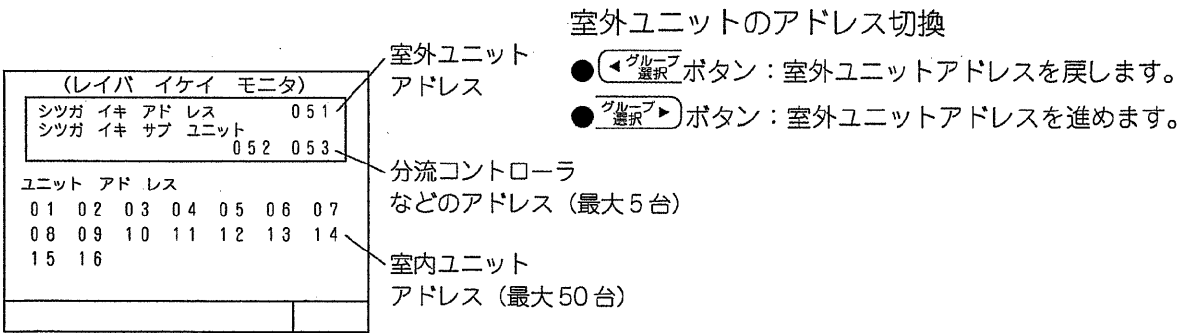 室外ユニットのアドレス切換
●◀グループ選択ボタン：室外ユニットアドレスを戻します。
●グループ選択▶ボタン：室外ユニットアドレスを進めます。
室外ユニット
アドレス
(レイバイケイ モニタ)
シツガイキ アドレス 051
シツガイキ サブ ユニット
052 053
分流コントローラ
などのアドレス（最大5台）
ユニット アドレス
01 02 03 04 05 06 07
08 09 10 11 12 13 14
15 16
室内ユニット
アドレス（最大50台）